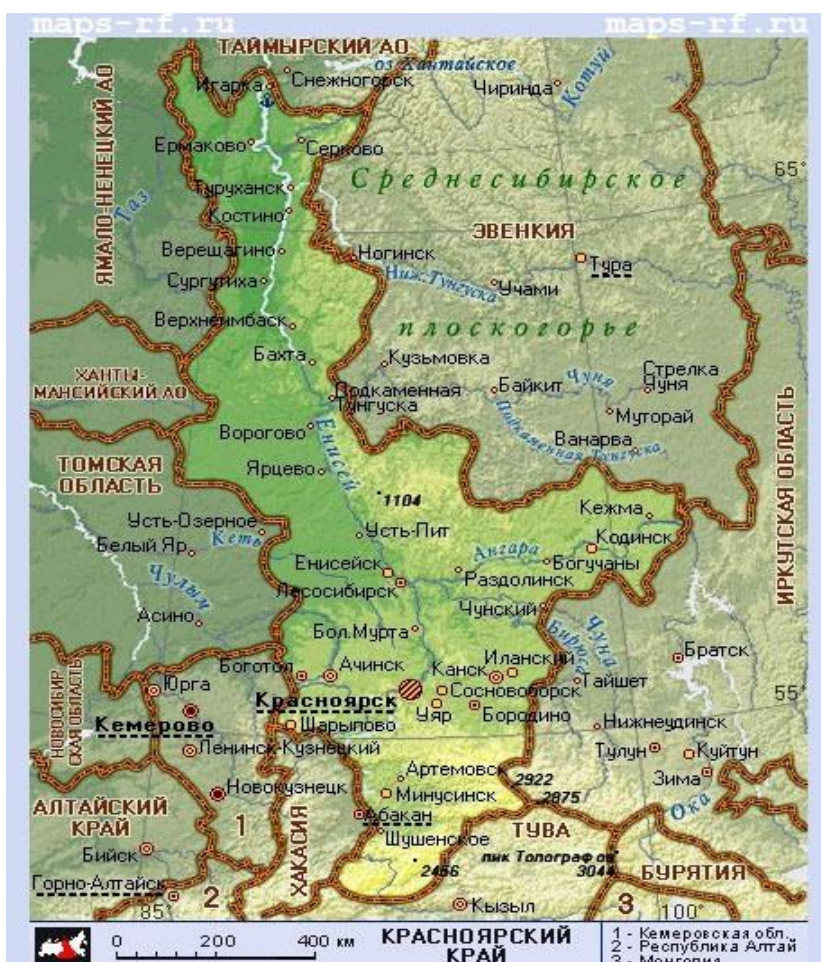 maps-rf.ru
maps-rf.ru
ТАЙМЫРСКИЙ АО
оз Хантайское
Игарка
Снежногорск
Чиринда
Котуй
ЯМАЛО-НЕНЕЦКИЙ АО
Ермаково
Серково
65°
Среднесибирское
Туруханск
Таз
Костино
ЭВЕНКИЯ
Верещагино
Ногинск
Тура
Сургутиха
Ниж.Тунгуска
Учами
Верхнеимбаск
плоскогорье
Бахта
Кузьмовка
ХАНТЫ-
МАНСИЙСКИЙ АО
Стрелка
Чуня
Чуня
Подкаменная
Тунгуска
Байкит
Муторай
Подкаменная Тунгуска
Ворогово
Енисей
Ванарва
ИРКУТСКАЯ ОБЛАСТЬ
ТОМСКАЯ
ОБЛАСТЬ
Ярцево
1104
Кежма
Усть-Озерное
Усть-Пит
Кодинск
Белый Яр
Кеть
Ангара
Богучаны
Енисейск
Раздолинск
Чулым
Лесосибирск
Чунский
Асино
Бол.Мурта
Бирюса
Чуна
Братск
Боготол
Ачинск
Канск
Иланский
Юрга
Тайшет
55°
НОВОСИБИР
СКАЯ ОБЛАСТЬ
Красноярск
Сосновоборск
Кемерово
Шарыпово
Уяр
Бородино
Нижнеудинск
Ленинск-Кузнецкий
Тулун
Куйтун
Артемовск
2922
Зима
Новокузнецк
Минусинск
2875
Ока
АЛТАЙСКИЙ
КРАЙ
1
ХАКАСИЯ
Абакан
ТУВА
Шушенское
пик Топографов
3044
БУРЯТИЯ
Бийск
2456
Горно-Алтайск
2
85°
Кызыл
3
100°
0 200 400 км
КРАСНОЯРСКИЙ
КРАЙ
1 - Кемеровская обл.
2 - Республика Алтай
3 - Монголия